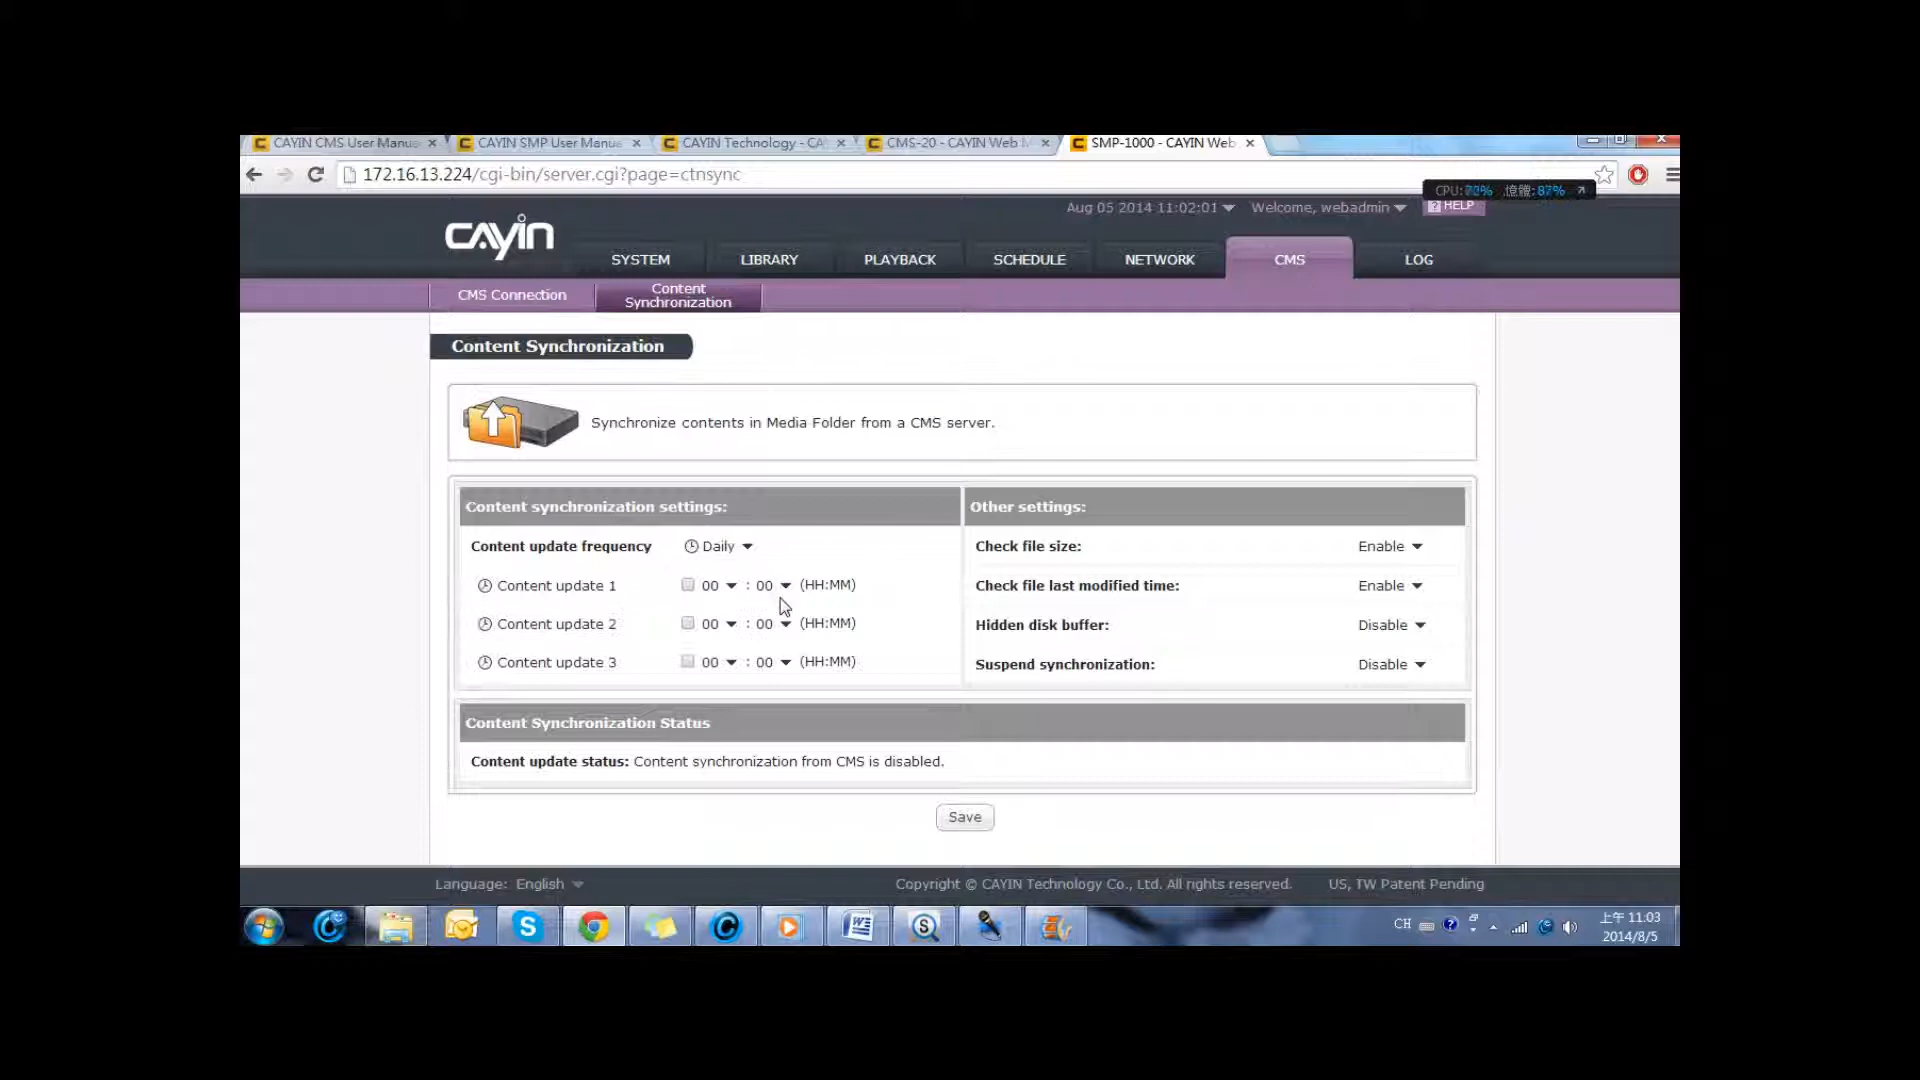 CAYIN CMS User Manua
CAYIN SMP User Manua
CAYIN Technology - CA
CMS-20 - CAYIN Web M
SMP-1000 - CAYIN Web
172.16.13.224/cgi-bin/server.cgi?page=ctnsync
Aug 05 2014 11:02:01 Welcome, webadmin ? HELP
CAYIN
SYSTEM LIBRARY PLAYBACK SCHEDULE NETWORK CMS LOG
CMS Connection
Content
Synchronization
Content Synchronization
Synchronize contents in Media Folder from a CMS server.
Content synchronization settings:
Content update frequency Daily
Content update 1 00 : 00 (HH:MM)
Content update 2 00 : 00 (HH:MM)
Content update 3 00 : 00 (HH:MM)
Other settings:
Check file size: Enable
Check file last modified time: Enable
Hidden disk buffer: Disable
Suspend synchronization: Disable
Content Synchronization Status
Content update status: Content synchronization from CMS is disabled.
Save
Language: English Copyright © CAYIN Technology Co., Ltd. All rights reserved. US, TW Patent Pending
CH
上午 11:03
2014/8/5